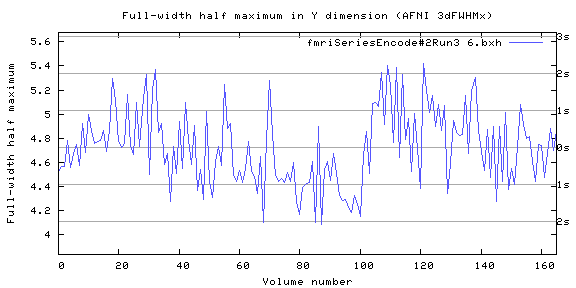 Full-width half maximum in Y dimension (AFNI 3dFWHMx)
fmriSeriesEncode#2Run3 6.bxh
Full-width half maximum
5.6
5.4
5.2
5
4.8
4.6
4.4
4.2
4
3s
2s
1s
0s
1s
2s
0 20 40 60 80 100 120 140 160
Volume number